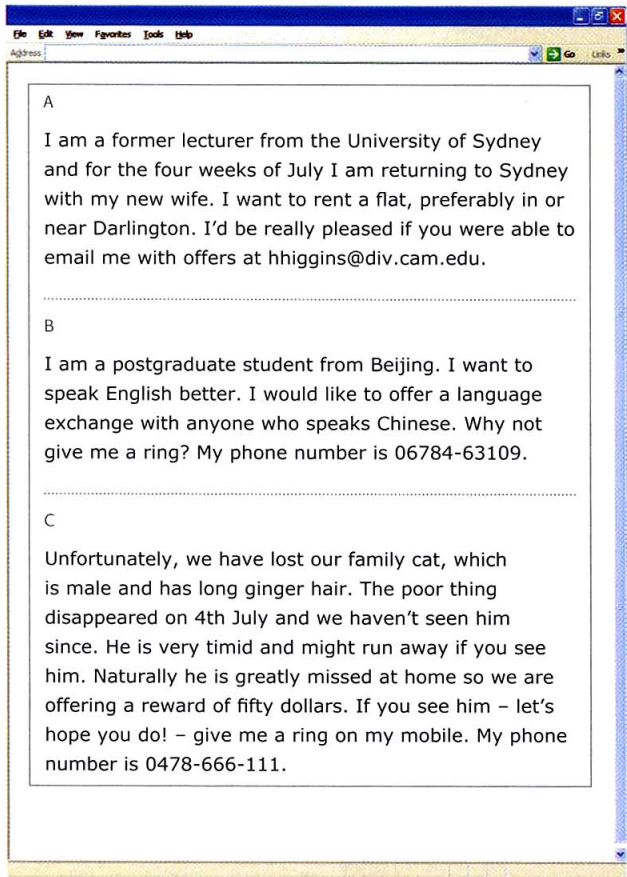 File Edit View Favorites Tools Help
Address Go Links »
A
I am a former lecturer from the University of Sydney
and for the four weeks of July I am returning to Sydney
with my new wife. I want to rent a flat, preferably in or
near Darlington. I'd be really pleased if you were able to
email me with offers at hhiggins@div.cam.edu.
B
I am a postgraduate student from Beijing. I want to
speak English better. I would like to offer a language
exchange with anyone who speaks Chinese. Why not
give me a ring? My phone number is 06784-63109.
C
Unfortunately, we have lost our family cat, which
is male and has long ginger hair. The poor thing
disappeared on 4th July and we haven't seen him
since. He is very timid and might run away if you see
him. Naturally he is greatly missed at home so we are
offering a reward of fifty dollars. If you see him – let's
hope you do! – give me a ring on my mobile. My phone
number is 0478-666-111.